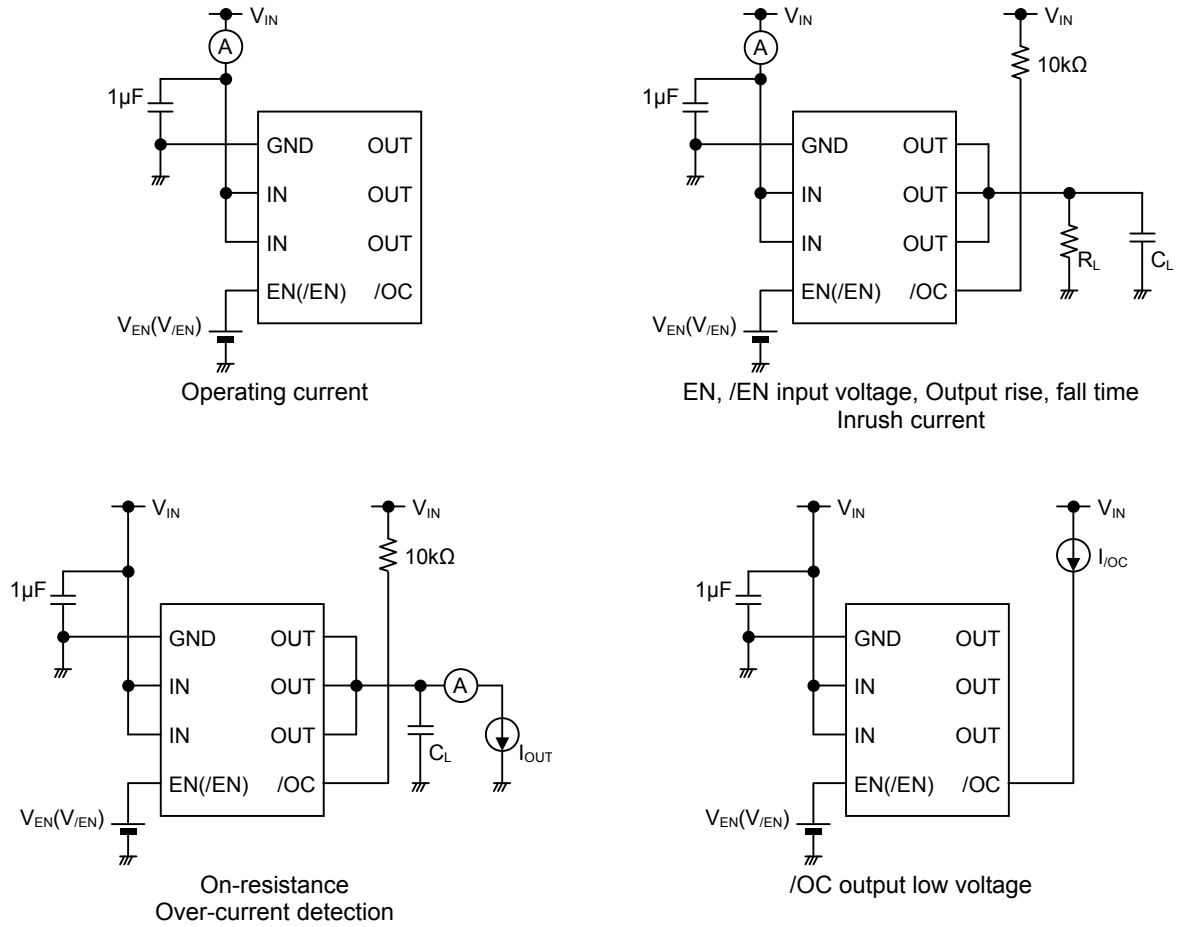 V_IN
A
1µF
GND OUT
IN OUT
IN OUT
EN(/EN) /OC
V_EN(V_/EN)
Operating current
V_IN V_IN
A
10kΩ
1µF
GND OUT
IN OUT
IN OUT
R_L C_L
EN(/EN) /OC
V_EN(V_/EN)
EN, /EN input voltage, Output rise, fall time
Inrush current
V_IN V_IN
10kΩ
1µF
GND OUT
IN OUT A
IN OUT
C_L I_OUT
EN(/EN) /OC
V_EN(V_/EN)
On-resistance
Over-current detection
V_IN V_IN
I_/OC
1µF
GND OUT
IN OUT
IN OUT
EN(/EN) /OC
V_EN(V_/EN)
/OC output low voltage